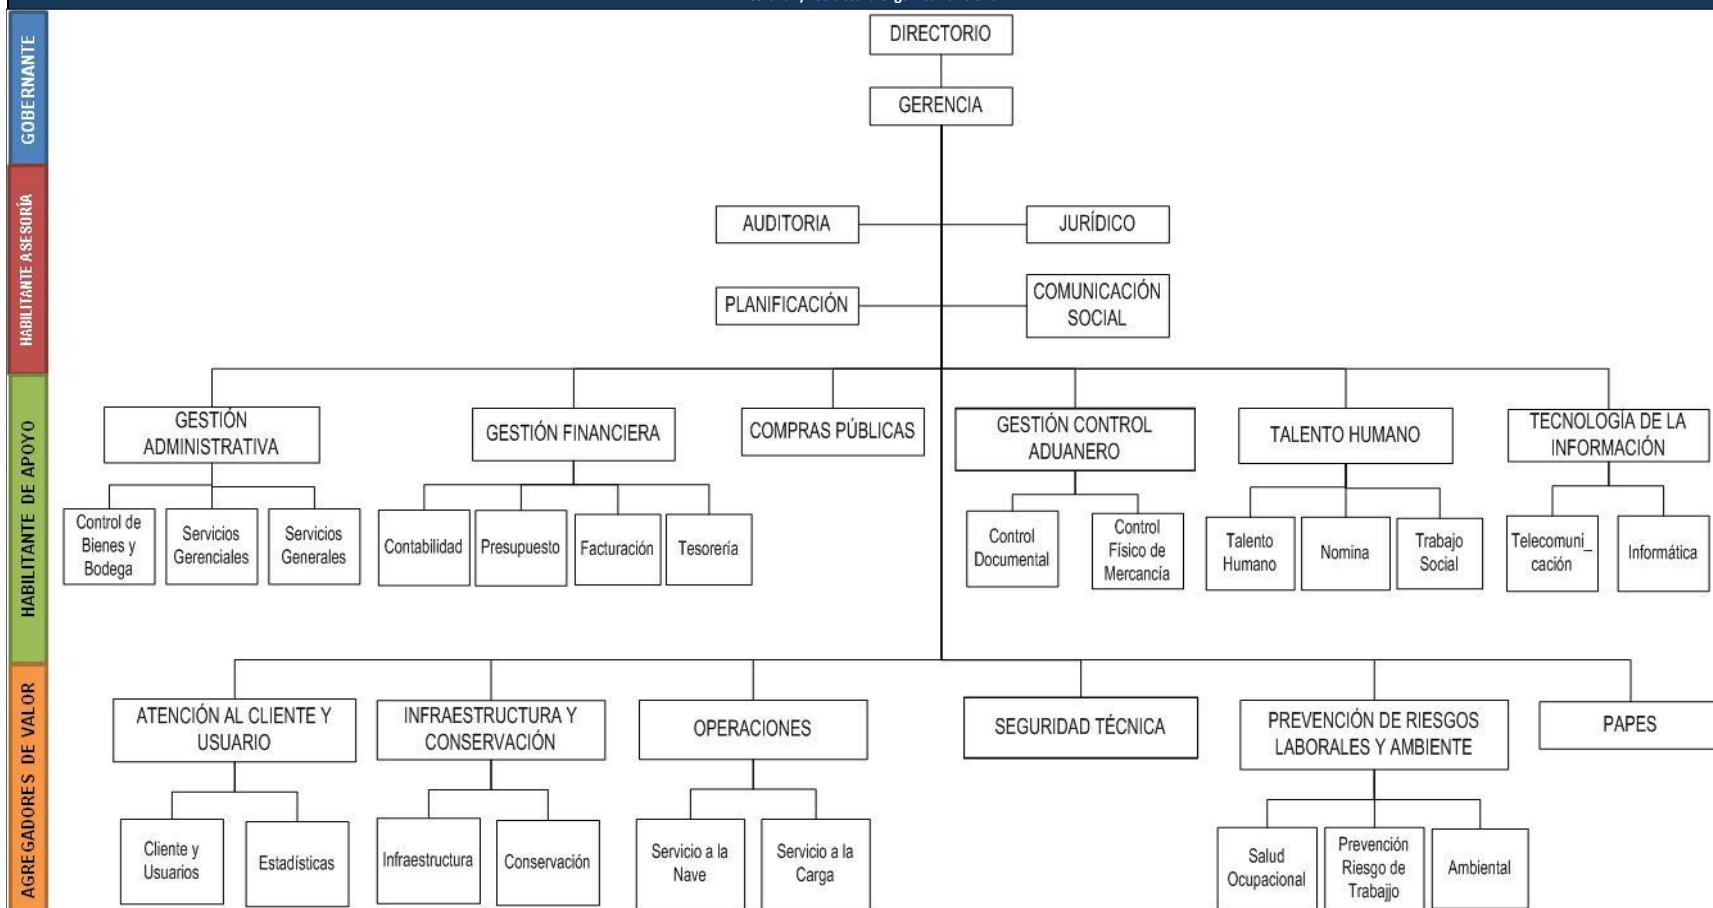 GOBERNANTE
DIRECTORIO
GERENCIA
HABILITANTE ASESORÍA
AUDITORIA
JURÍDICO
PLANIFICACIÓN
COMUNICACIÓN
SOCIAL
HABILITANTE DE APOYO
GESTIÓN
ADMINISTRATIVA
GESTIÓN FINANCIERA
COMPRAS PÚBLICAS
GESTIÓN CONTROL
ADUANERO
TALENTO HUMANO
TECNOLOGÍA DE LA
INFORMACIÓN
Control de
Bienes y
Bodega
Servicios
Gerenciales
Servicios
Generales
Contabilidad
Presupuesto
Facturación
Tesorería
Control
Documental
Control
Físico de
Mercancía
Talento
Humano
Nomina
Trabajo
Social
Telecomuni_
cación
Informática
AGREGADORES DE VALOR
ATENCIÓN AL CLIENTE Y
USUARIO
INFRAESTRUCTURA Y
CONSERVACIÓN
OPERACIONES
SEGURIDAD TÉCNICA
PREVENCIÓN DE RIESGOS
LABORALES Y AMBIENTE
PAPES
Cliente y
Usuarios
Estadísticas
Infraestructura
Conservación
Servicio a la
Nave
Servicio a la
Carga
Salud
Ocupacional
Prevención
Riesgo de
Trabajjo
Ambiental